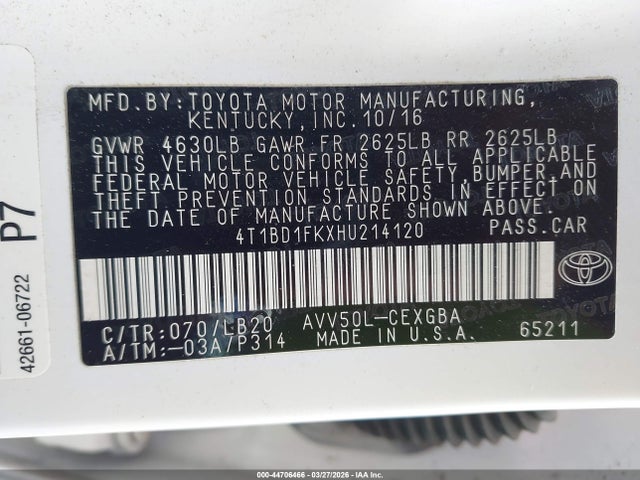 MFD.BY:TOYOTA MOTOR MANUFACTURING,
KENTUCKY,INC.10/16
GVWR 4630LB GAWR FR 2625LB RR 2625LB
THIS VEHICLE CONFORMS TO ALL APPLICABLE
FEDERAL MOTOR VEHICLE SAFETY,BUMPER,AND
THEFT PREVENTION STANDARDS IN EFFECT ON
THE DATE OF MANUFACTURE SHOWN ABOVE.
4T1BD1FKXHU214120 PASS.CAR
C/TR:070/LB20 AVV50L-CEXGBA
A/TM:-03A/P314 MADE IN U.S.A. 65211
P7
42661-06722
000-44706466 | 03/27/2026 | IAA Inc.